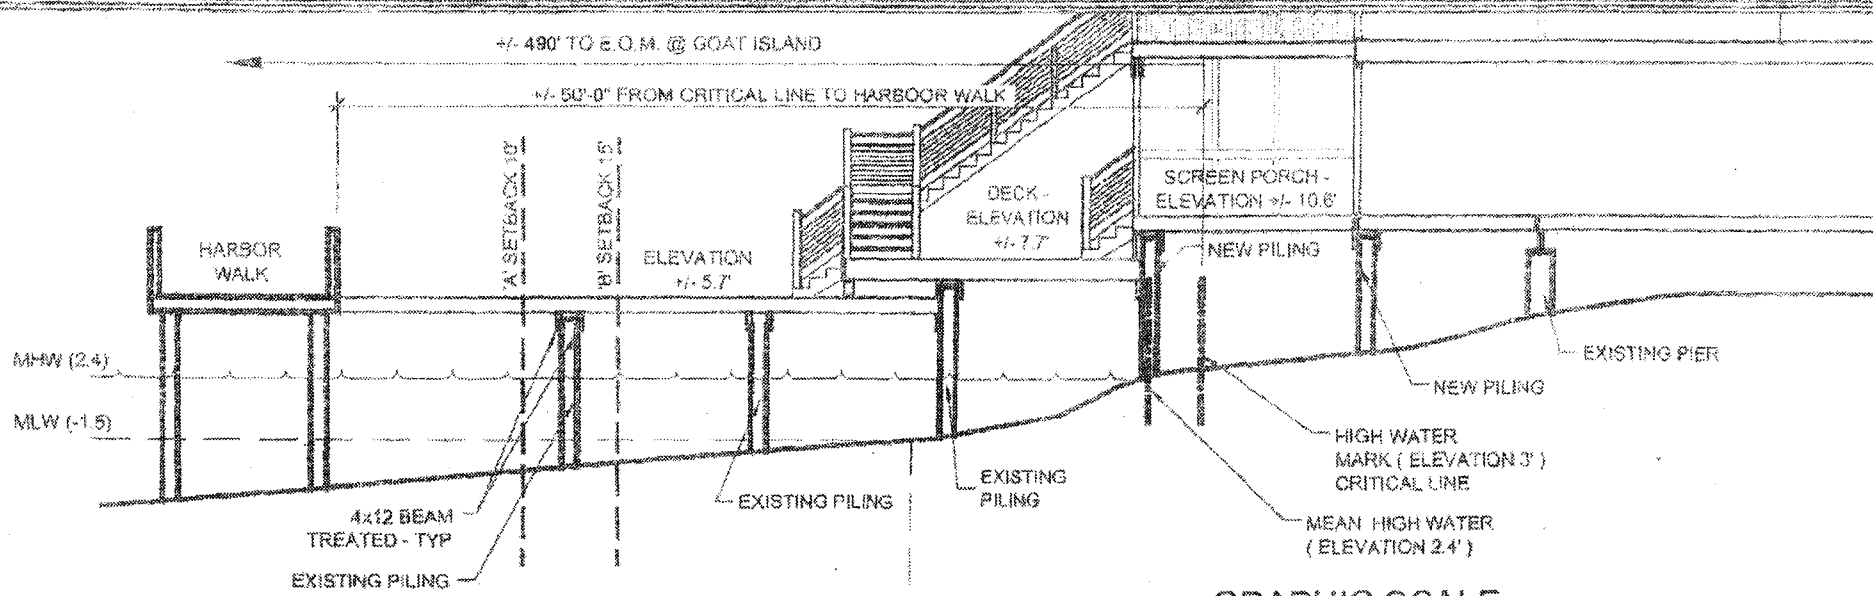 +/- 490' TO E.O.M. @ GOAT ISLAND
+/- 50'-0" FROM CRITICAL LINE TO HARBOOR WALK
'A' SETBACK 10'
'B' SETBACK 15'
HARBOR
WALK
ELEVATION
+/- 5.7'
DECK -
ELEVATION
+/- 7.7'
SCREEN PORCH -
ELEVATION +/- 10.6'
NEW PILING
MHW (2.4)
MLW (-1.5)
EXISTING PIER
NEW PILING
HIGH WATER
MARK ( ELEVATION 3' )
CRITICAL LINE
EXISTING
PILING
EXISTING PILING
4x12 BEAM
TREATED - TYP
MEAN HIGH WATER
( ELEVATION 2.4' )
EXISTING PILING
GRAPHIC SCALE